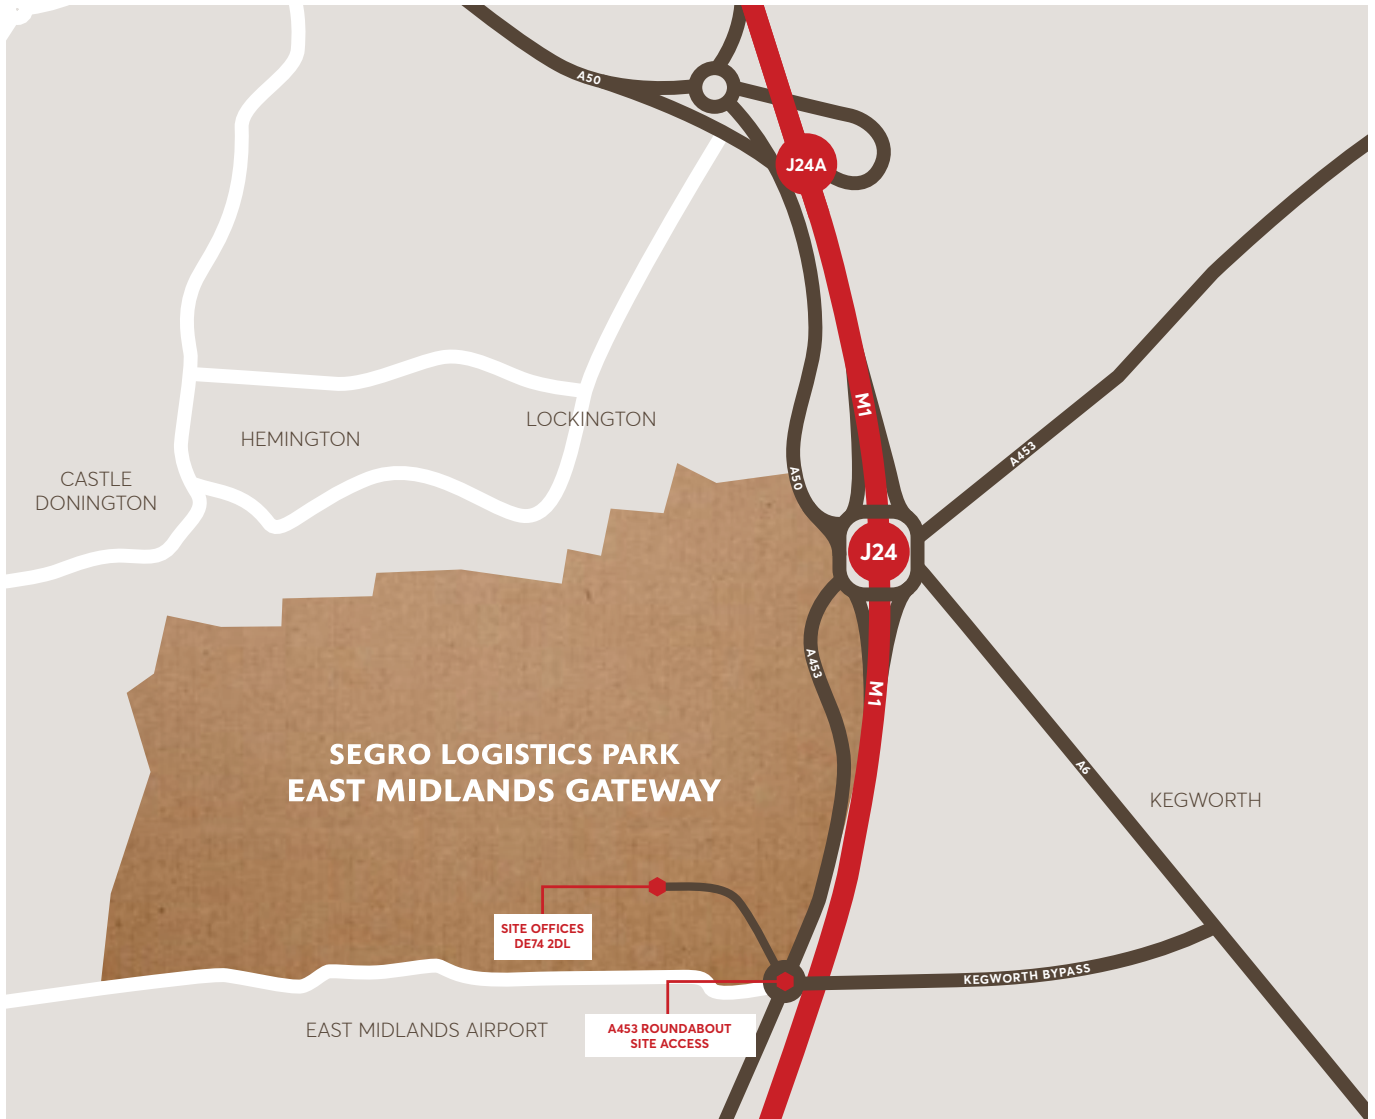 A50
J24A
M1
A453
LOCKINGTON
HEMINGTON
CASTLE
DONINGTON
A50
J24
A453
M1
SEGRO LOGISTICS PARK
EAST MIDLANDS GATEWAY
A6
KEGWORTH
SITE OFFICES
DE74 2DL
KEGWORTH BYPASS
EAST MIDLANDS AIRPORT
A453 ROUNDABOUT
SITE ACCESS